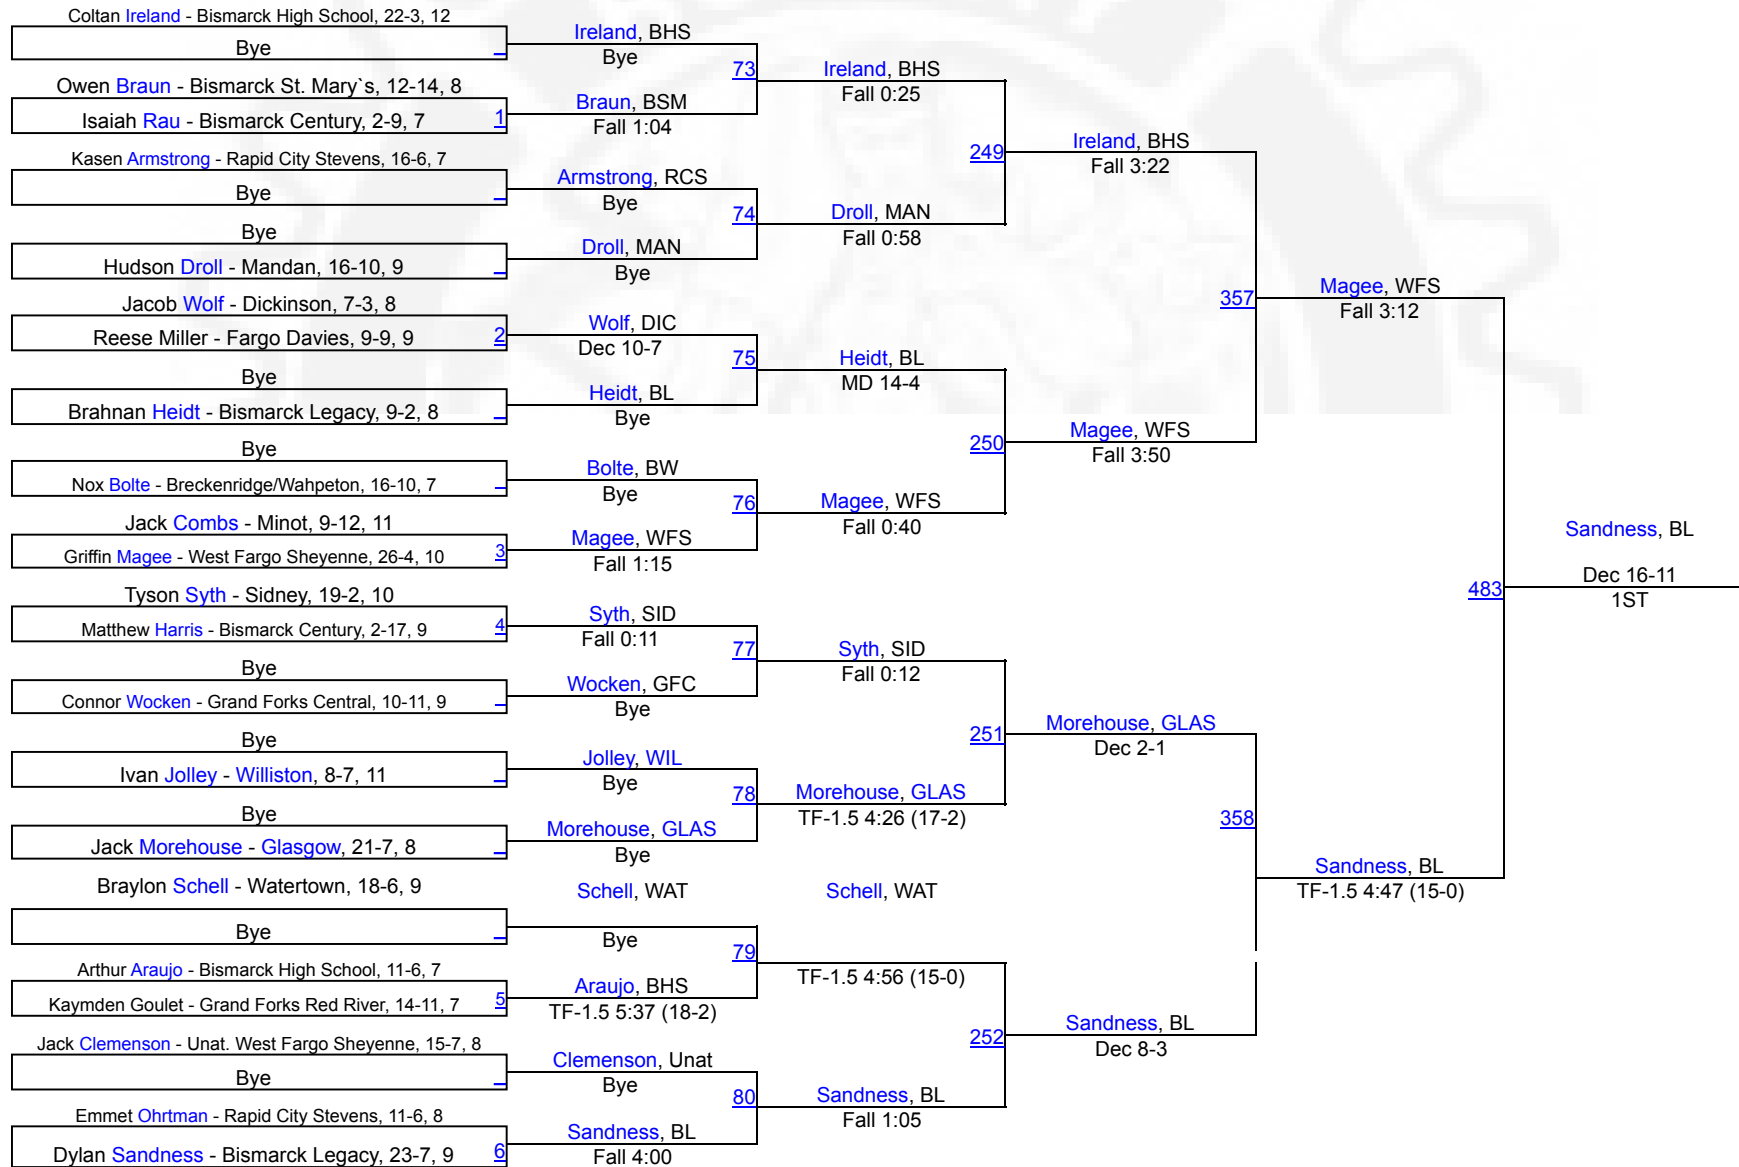 Coltan Ireland - Bismarck High School, 22-3, 12
Bye
Owen Braun - Bismarck St. Mary`s, 12-14, 8
Isaiah Rau - Bismarck Century, 2-9, 7
1
Kasen Armstrong - Rapid City Stevens, 16-6, 7
Bye
Bye
Hudson Droll - Mandan, 16-10, 9
Jacob Wolf - Dickinson, 7-3, 8
Reese Miller - Fargo Davies, 9-9, 9
2
Bye
Brahnan Heidt - Bismarck Legacy, 9-2, 8
Bye
Nox Bolte - Breckenridge/Wahpeton, 16-10, 7
Jack Combs - Minot, 9-12, 11
Griffin Magee - West Fargo Sheyenne, 26-4, 10
3
Tyson Syth - Sidney, 19-2, 10
Matthew Harris - Bismarck Century, 2-17, 9
4
Bye
Connor Wocken - Grand Forks Central, 10-11, 9
Bye
Ivan Jolley - Williston, 8-7, 11
Bye
Jack Morehouse - Glasgow, 21-7, 8
Braylon Schell - Watertown, 18-6, 9
Bye
Arthur Araujo - Bismarck High School, 11-6, 7
Kaymden Goulet - Grand Forks Red River, 14-11, 7
5
Jack Clemenson - Unat. West Fargo Sheyenne, 15-7, 8
Bye
Emmet Ohrtman - Rapid City Stevens, 11-6, 8
Dylan Sandness - Bismarck Legacy, 23-7, 9
6
Ireland, BHS
Bye
73
Braun, BSM
Fall 1:04
Armstrong, RCS
Bye
74
Droll, MAN
Bye
Wolf, DIC
Dec 10-7
75
Heidt, BL
Bye
Bolte, BW
Bye
76
Magee, WFS
Fall 1:15
Syth, SID
Fall 0:11
77
Wocken, GFC
Bye
Jolley, WIL
Bye
78
Morehouse, GLAS
Bye
Schell, WAT
Bye
79
Araujo, BHS
TF-1.5 5:37 (18-2)
Clemenson, Unat
Bye
80
Sandness, BL
Fall 4:00
Ireland, BHS
Fall 0:25
249
Droll, MAN
Fall 0:58
Heidt, BL
MD 14-4
250
Magee, WFS
Fall 0:40
Syth, SID
Fall 0:12
251
Morehouse, GLAS
TF-1.5 4:26 (17-2)
Schell, WAT
TF-1.5 4:56 (15-0)
252
Sandness, BL
Fall 1:05
Ireland, BHS
Fall 3:22
357
Magee, WFS
Fall 3:50
Morehouse, GLAS
Dec 2-1
358
Sandness, BL
Dec 8-3
Magee, WFS
Fall 3:12
483
Sandness, BL
TF-1.5 4:47 (15-0)
Sandness, BL
Dec 16-11
1ST